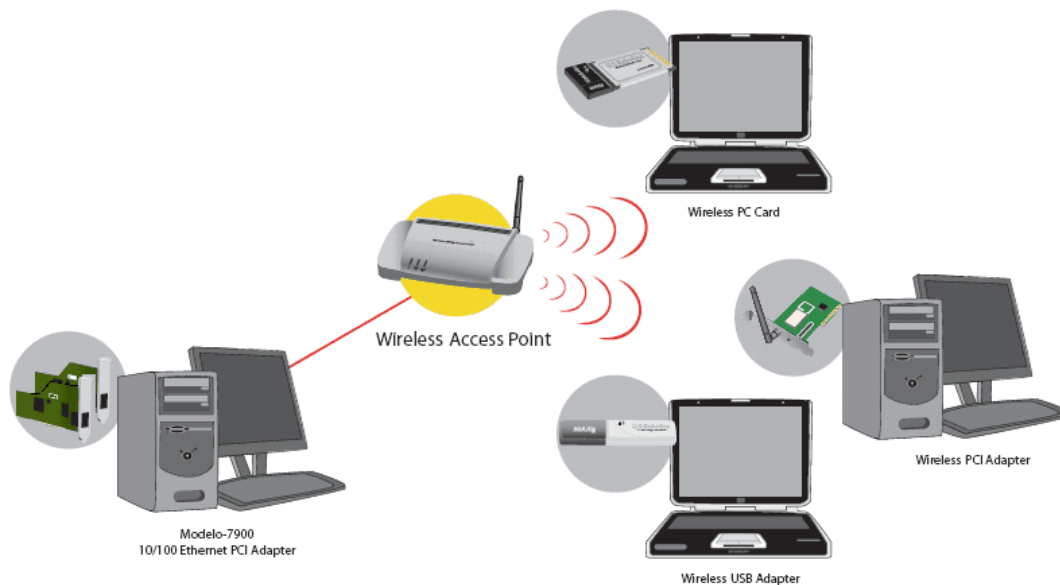 Wireless PC Card
Wireless Access Point
Wireless PCI Adapter
MAXg
Modelo-7900
10/100 Ethernet PCI Adapter
Wireless USB Adapter